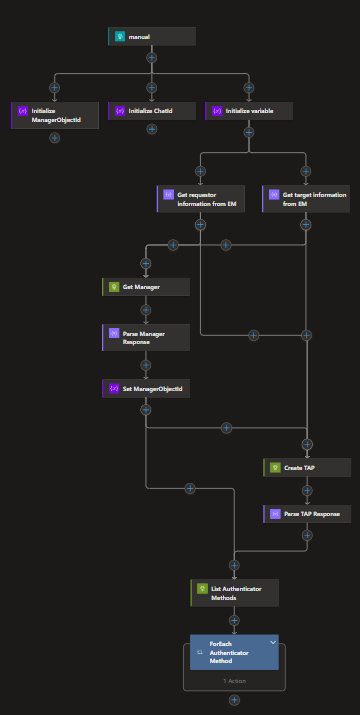 manual
Initialize
ManagerObjectId
Initialize ChatId
Initialize variable
Get requestor
information from EM
Get target information
from EM
Get Manager
Parse Manager
Response
Set ManagerObjectId
Create TAP
Parse TAP Response
List Authenticator
Methods
ForEach
Authenticator
Method
1 Action